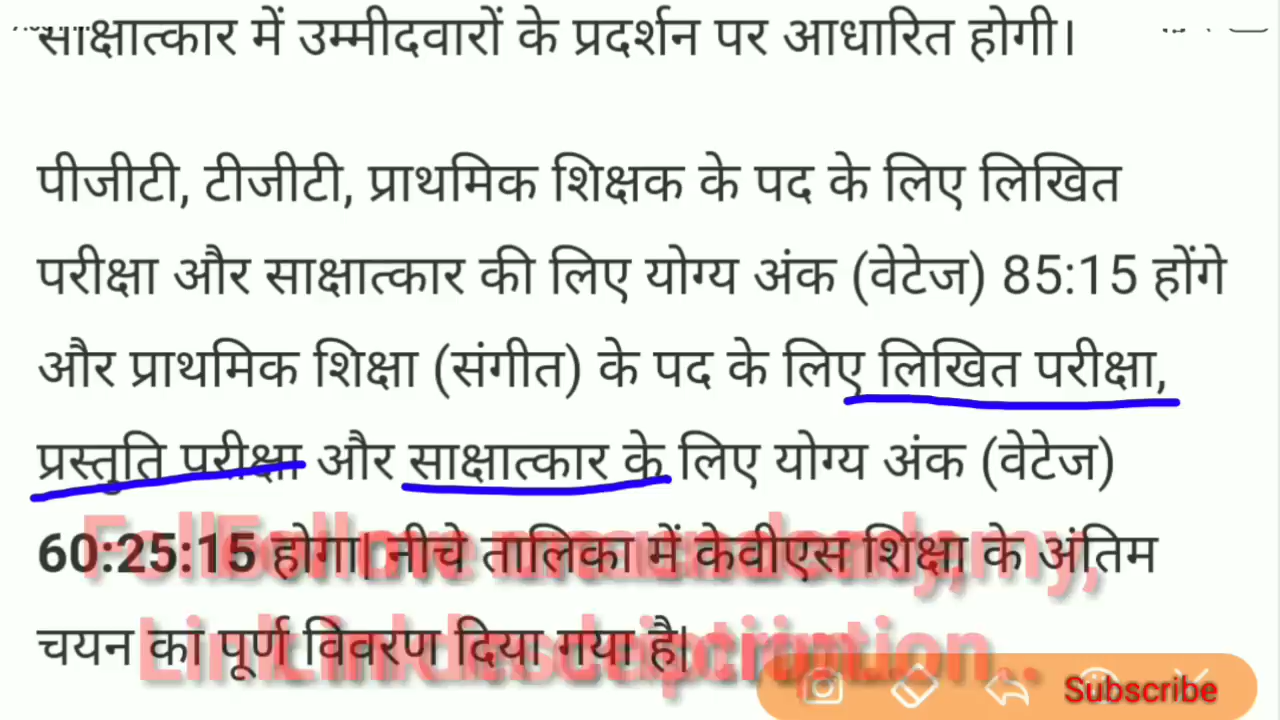 साक्षात्कार में उम्मीदवारों के प्रदर्शन पर आधारित होगी।
पीजीटी, टीजीटी, प्राथमिक शिक्षक के पद के लिए लिखित
परीक्षा और साक्षात्कार की लिए योग्य अंक (वेटेज) 85:15 होंगे
और प्राथमिक शिक्षा (संगीत) के पद के लिए लिखित परीक्षा,
प्रस्तुति परीक्षा और साक्षात्कार के लिए योग्य अंक (वेटेज)
60:25:15 होगा| नीचे तालिका में केवीएस शिक्षा के अंतिम
चयन का पूर्ण विवरण दिया गया है|
Subscribe